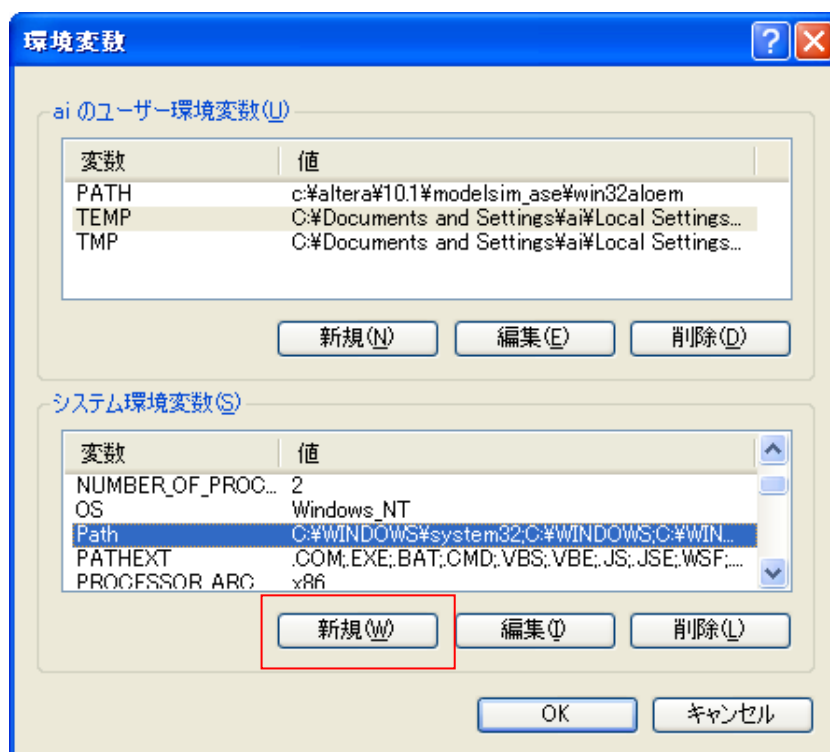 環境変数
ai のユーザー環境変数(U)
変数 値
PATH c:¥altera¥10.1¥modelsim_ase¥win32aloem
TEMP C:¥Documents and Settings¥ai¥Local Settings...
TMP C:¥Documents and Settings¥ai¥Local Settings...
新規(N) 編集(E) 削除(D)
システム環境変数(S)
変数 値
NUMBER_OF_PROC... 2
OS Windows_NT
Path C:¥WINDOWS¥system32;C:¥WINDOWS;C:¥WIN...
PATHEXT .COM;.EXE;.BAT;.CMD;.VBS;.VBE;.JS;.JSE;.WSF;....
PROCESSOR_ARC... x86
新規(W) 編集(I) 削除(L)
OK キャンセル